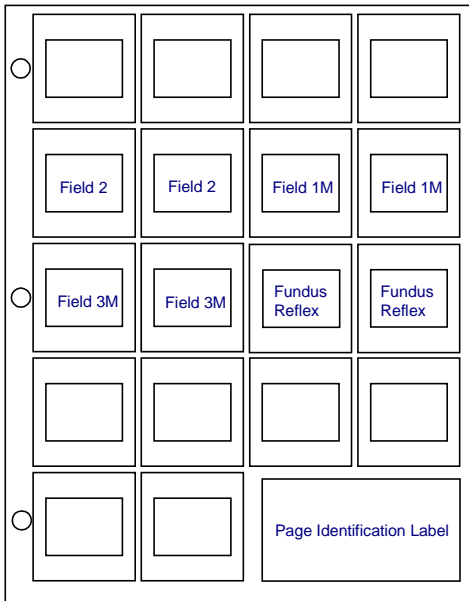 Field 2 Field 2 Field 1M Field 1M
Field 3M Field 3M Fundus Reflex Fundus Reflex
Page Identification Label